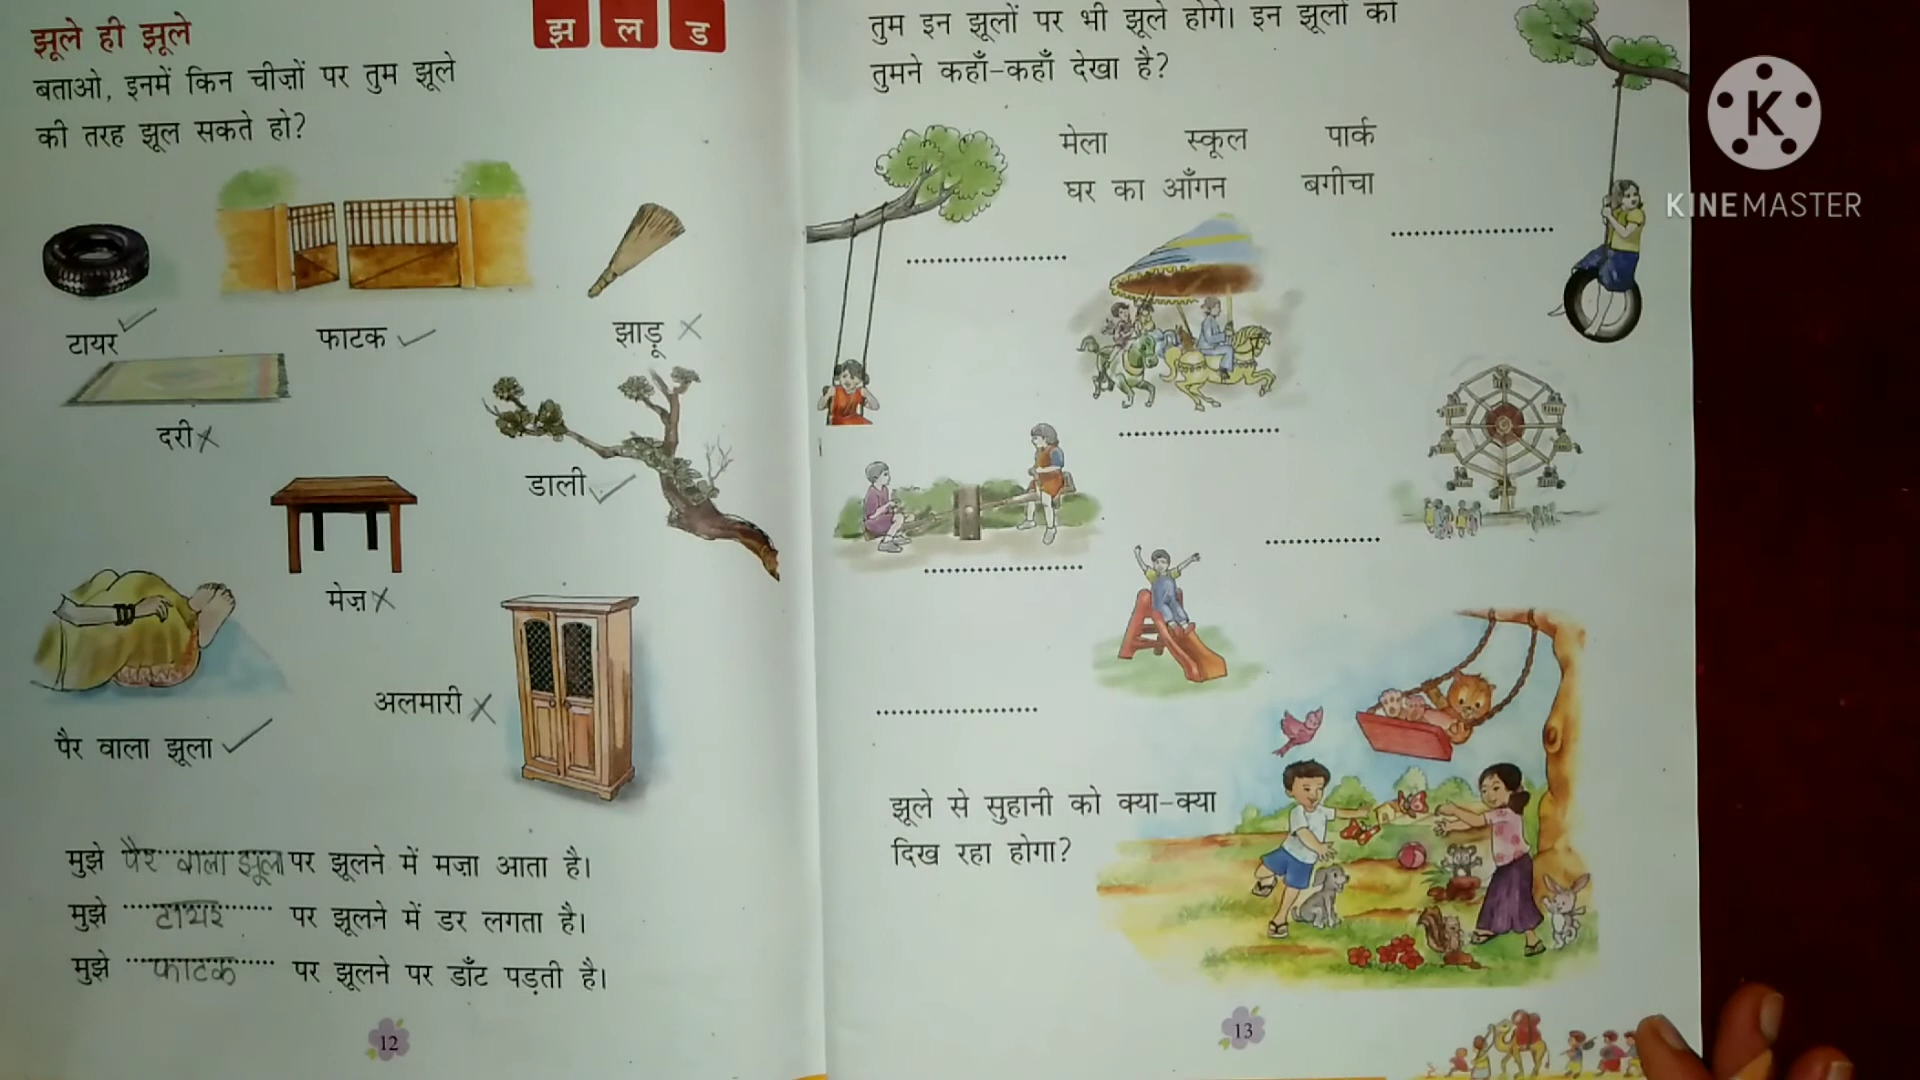 झूले ही झूले
झ ल ड
बताओ, इनमें किन चीज़ों पर तुम झूले
की तरह झूल सकते हो?
टायर
फाटक
झाड़ू
दरी
डाली
मेज़
अलमारी
पैर वाला झूला
मुझे पैर वाला झूला पर झूलने में मज़ा आता है।
मुझे टायर पर झूलने में डर लगता है।
मुझे फाटक पर झूलने पर डाँट पड़ती है।
12
तुम इन झूलों पर भी झूले होगे। इन झूलों को
तुमने कहाँ-कहाँ देखा है?
मेला स्कूल पार्क
घर का आँगन बगीचा
झूले से सुहानी को क्या-क्या
दिख रहा होगा?
13
K
KINEMASTER